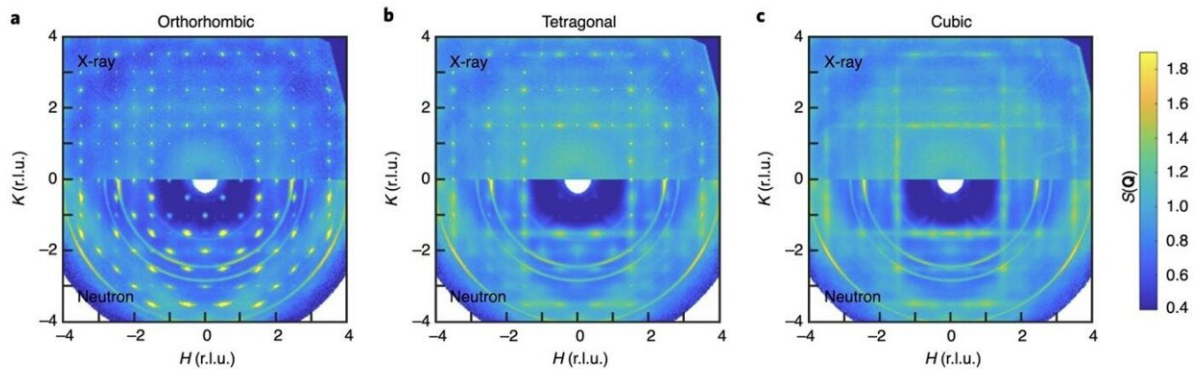 a Orthorhombic
4
X-ray
2
K (r.l.u.)
0
−2
Neutron
−4
−4 −2 0 2 4
H (r.l.u.)
b Tetragonal
4
X-ray
2
K (r.l.u.)
0
−2
Neutron
−4
−4 −2 0 2 4
H (r.l.u.)
c Cubic
4
X-ray
2
K (r.l.u.)
0
−2
Neutron
−4
−4 −2 0 2 4
H (r.l.u.)
1.8
1.6
1.4
1.2
1.0
0.8
0.6
0.4
S(Q)